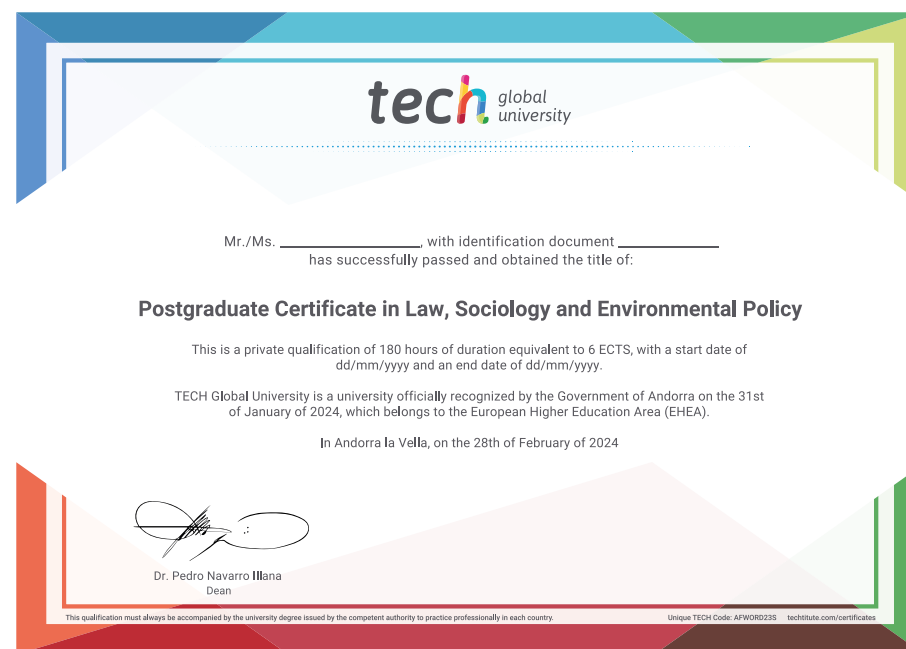 tech global
university
Mr./Ms. ____________, with identification document ____________
has successfully passed and obtained the title of:
Postgraduate Certificate in Law, Sociology and Environmental Policy
This is a private qualification of 180 hours of duration equivalent to 6 ECTS, with a start date of
dd/mm/yyyy and an end date of dd/mm/yyyy.
TECH Global University is a university officially recognized by the Government of Andorra on the 31st
of January of 2024, which belongs to the European Higher Education Area (EHEA).
In Andorra la Vella, on the 28th of February of 2024
Dr. Pedro Navarro Illana
Dean
This qualification must always be accompanied by the university degree issued by the competent authority to practice professionally in each country. Unique TECH Code: AFWORD23S techtitute.com/certificates